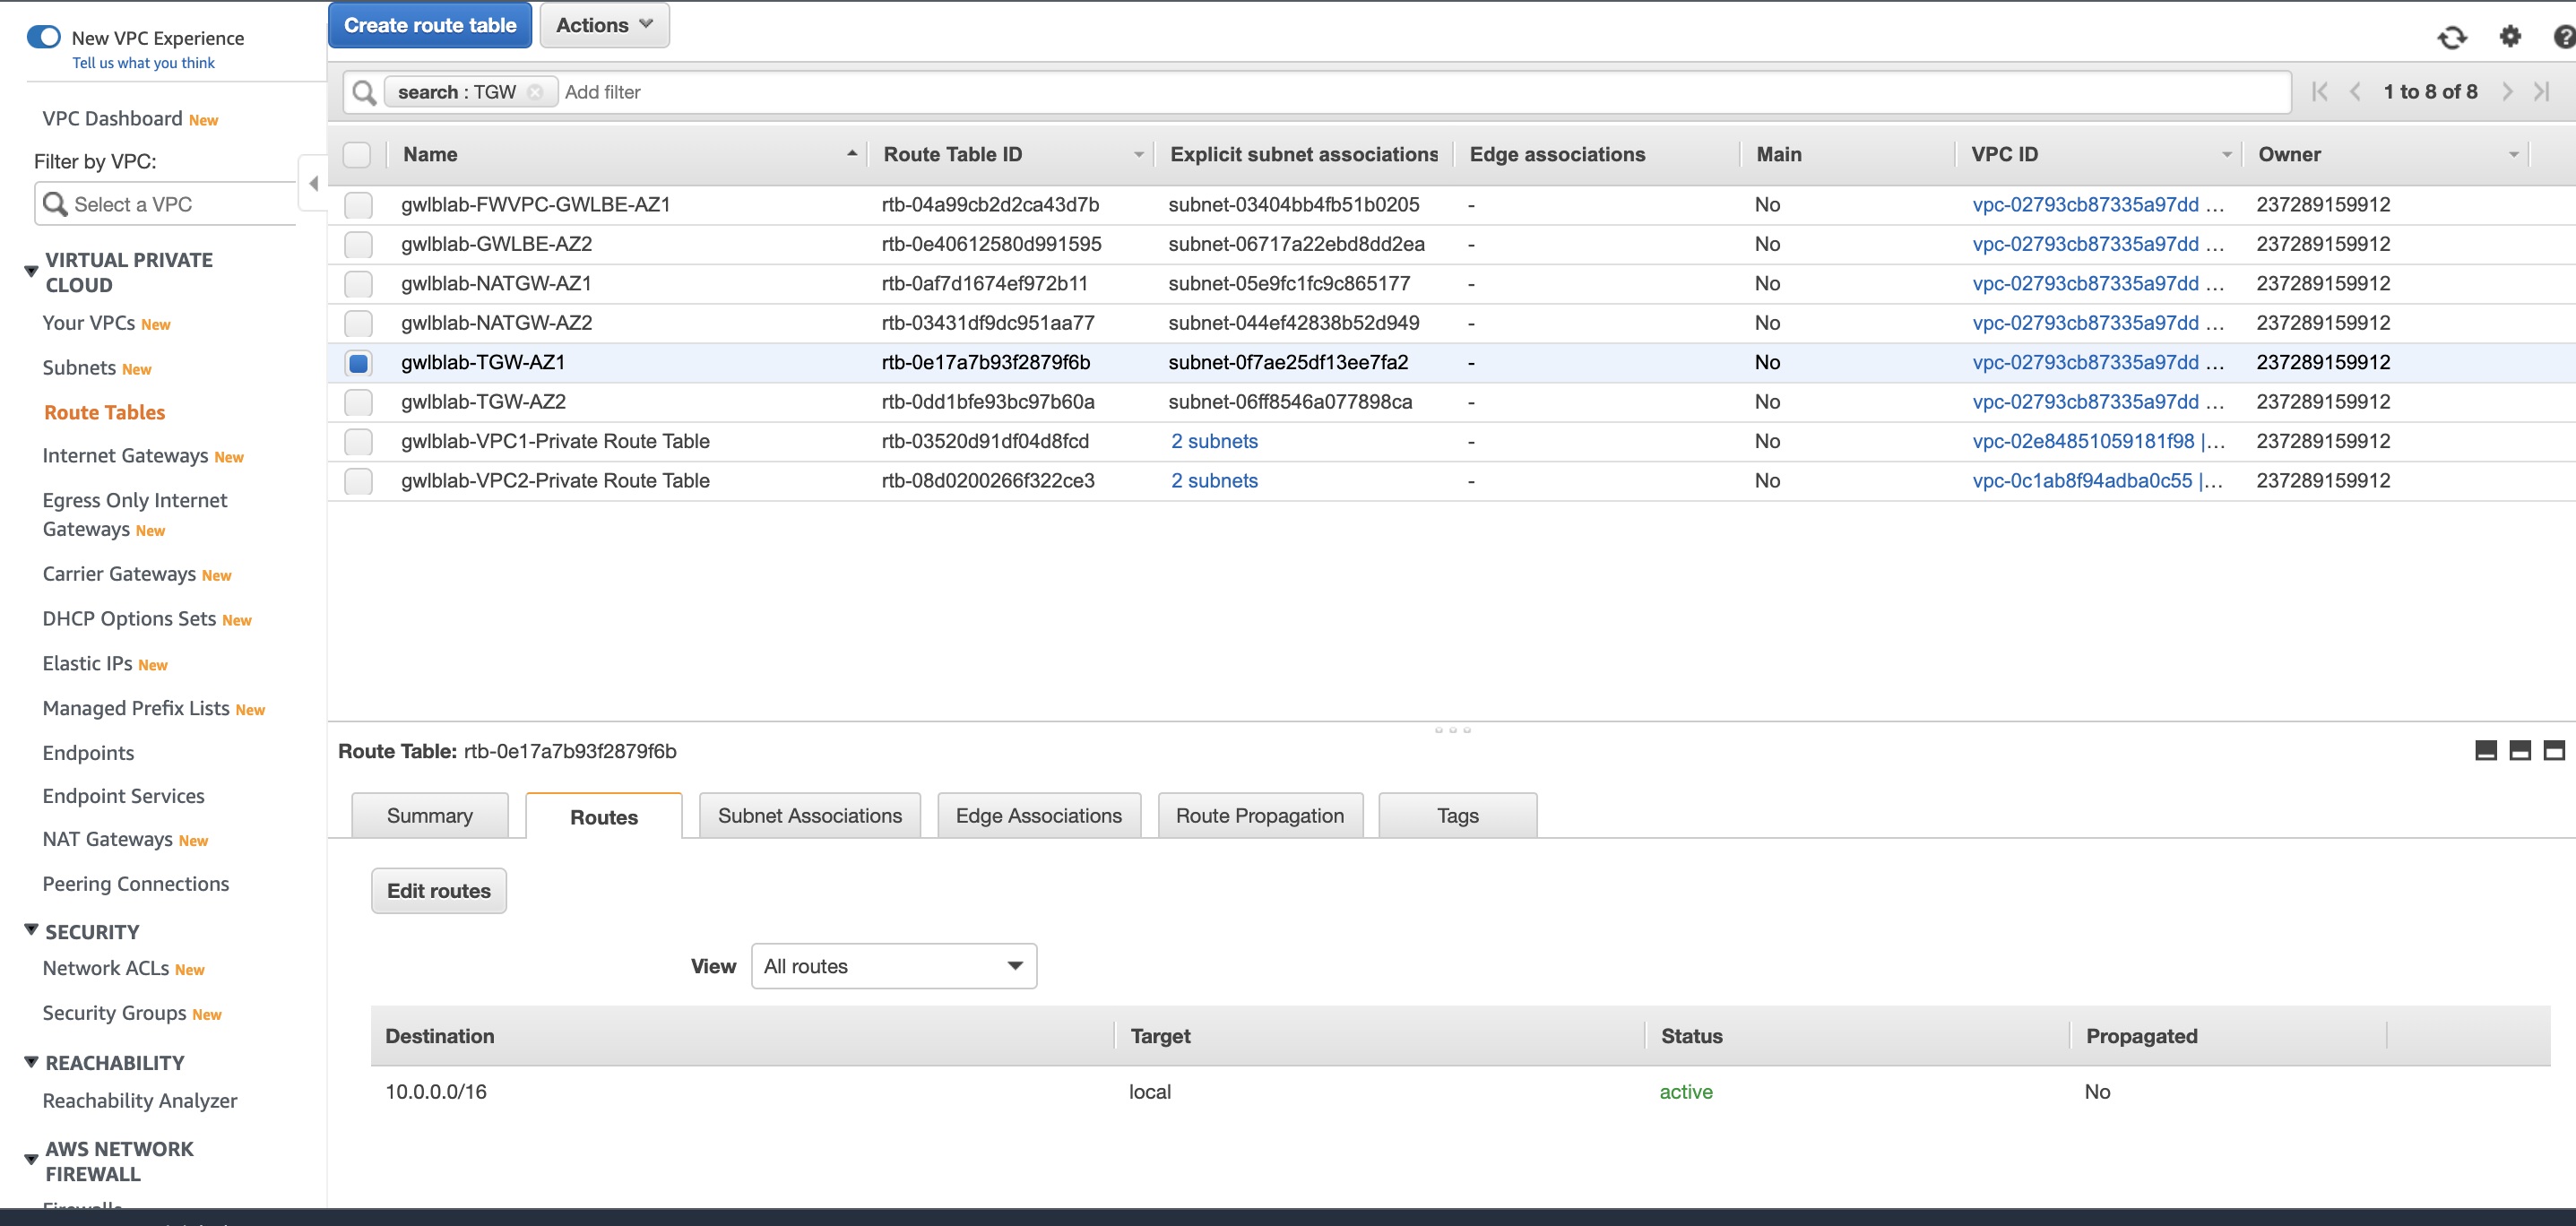 Create route table
Actions
New VPC Experience
Tell us what you think
search : TGW
Add filter
1 to 8 of 8
VPC Dashboard New
Filter by VPC:
Select a VPC
VIRTUAL PRIVATE
CLOUD
Your VPCs New
Subnets New
Route Tables
Internet Gateways New
Egress Only Internet
Gateways New
Carrier Gateways New
DHCP Options Sets New
Elastic IPs New
Managed Prefix Lists New
Endpoints
Endpoint Services
NAT Gateways New
Peering Connections
SECURITY
Network ACLs New
Security Groups New
REACHABILITY
Reachability Analyzer
AWS NETWORK
FIREWALL
Firewalls
Name Route Table ID Explicit subnet associations Edge associations Main VPC ID Owner
gwlblab-FWVPC-GWLBE-AZ1 rtb-04a99cb2d2ca43d7b subnet-03404bb4fb51b0205 - No vpc-02793cb87335a97dd ... 237289159912
gwlblab-GWLBE-AZ2 rtb-0e40612580d991595 subnet-06717a22ebd8dd2ea - No vpc-02793cb87335a97dd ... 237289159912
gwlblab-NATGW-AZ1 rtb-0af7d1674ef972b11 subnet-05e9fc1fc9c865177 - No vpc-02793cb87335a97dd ... 237289159912
gwlblab-NATGW-AZ2 rtb-03431df9dc951aa77 subnet-044ef42838b52d949 - No vpc-02793cb87335a97dd ... 237289159912
gwlblab-TGW-AZ1 rtb-0e17a7b93f2879f6b subnet-0f7ae25df13ee7fa2 - No vpc-02793cb87335a97dd ... 237289159912
gwlblab-TGW-AZ2 rtb-0dd1bfe93bc97b60a subnet-06ff8546a077898ca - No vpc-02793cb87335a97dd ... 237289159912
gwlblab-VPC1-Private Route Table rtb-03520d91df04d8fcd 2 subnets - No vpc-02e84851059181f98 |... 237289159912
gwlblab-VPC2-Private Route Table rtb-08d0200266f322ce3 2 subnets - No vpc-0c1ab8f94adba0c55 |... 237289159912
Route Table: rtb-0e17a7b93f2879f6b
Summary Routes Subnet Associations Edge Associations Route Propagation Tags
Edit routes
View All routes
Destination Target Status Propagated
10.0.0.0/16 local active No